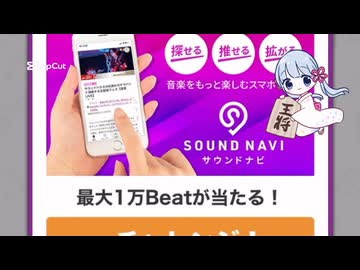 CapCut
探せる 推せる 拡がる
音楽をもっと楽しむスマホ
SOUND NAVI
サウンドナビ
王将
最大1万Beatが当たる！